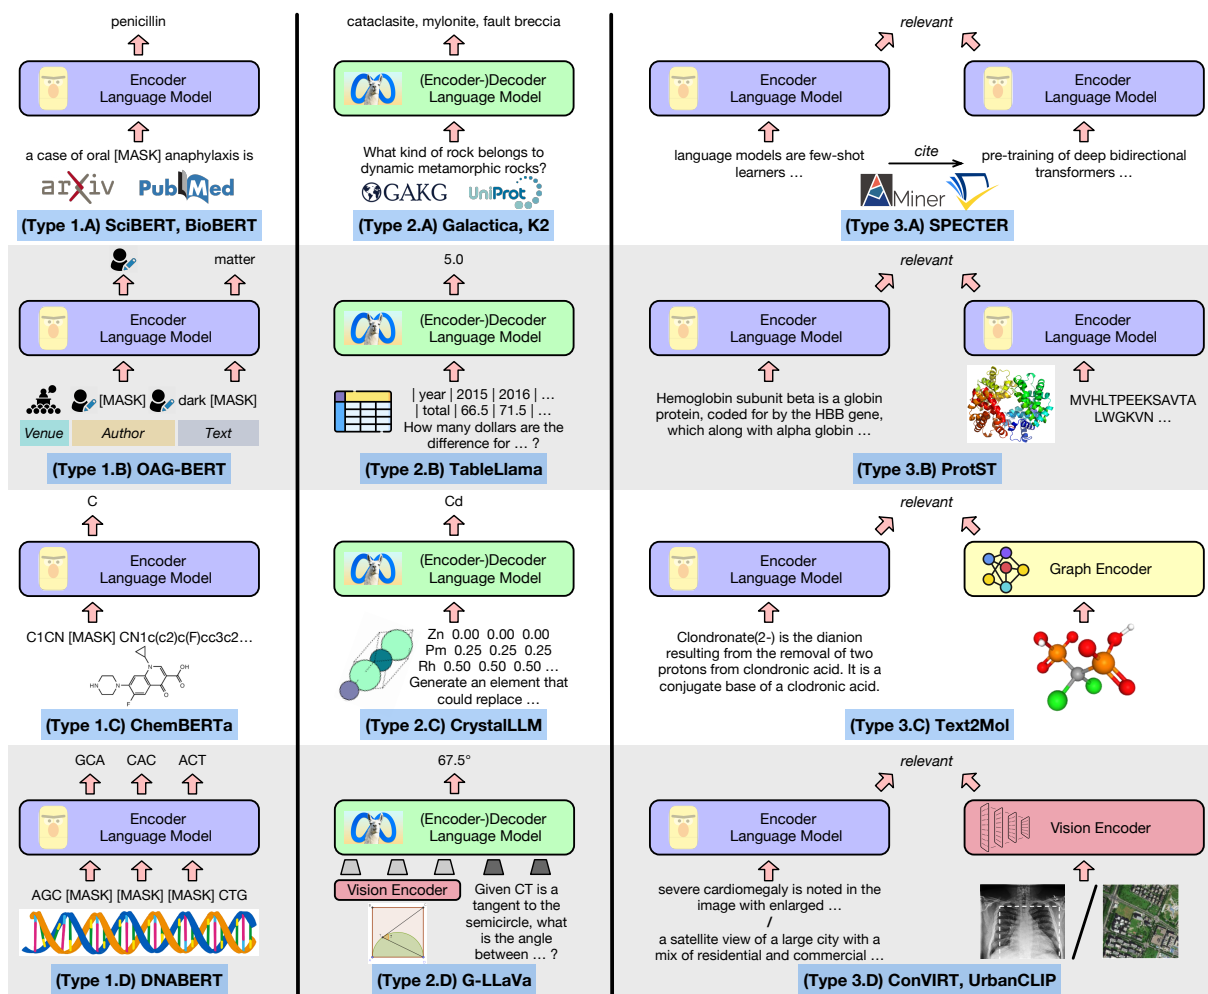 penicillin
Encoder
Language Model
a case of oral [MASK] anaphylaxis is
arXiv
PubMed
(Type 1.A) SciBERT, BioBERT
cataclasite, mylonite, fault breccia
(Encoder-)Decoder
Language Model
What kind of rock belongs to
dynamic metamorphic rocks?
GAKG
UniProt
(Type 2.A) Galactica, K2
relevant
Encoder
Language Model
Encoder
Language Model
language models are few-shot
learners ...
cite
pre-training of deep bidirectional
transformers ...
AMiner
(Type 3.A) SPECTER
matter
Encoder
Language Model
[MASK]
dark [MASK]
Venue
Author
Text
(Type 1.B) OAG-BERT
5.0
(Encoder-)Decoder
Language Model
| year | 2015 | 2016 | ...
| total | 66.5 | 71.5 | ...
How many dollars are the
difference for ... ?
(Type 2.B) TableLlama
relevant
Encoder
Language Model
Encoder
Language Model
Hemoglobin subunit beta is a globin
protein, coded for by the HBB gene,
which along with alpha globin ...
MVHLTPEEKSAVTA
LWGKVN ...
(Type 3.B) ProtST
C
Encoder
Language Model
C1CN [MASK] CN1c(c2)c(F)cc3c2...
O
OH
N
N
HN
F
O
(Type 1.C) ChemBERTa
Cd
(Encoder-)Decoder
Language Model
Zn 0.00 0.00 0.00
Pm 0.25 0.25 0.25
Rh 0.50 0.50 0.50 ...
Generate an element that
could replace ...
(Type 2.C) CrystalLLM
relevant
Encoder
Language Model
Graph Encoder
Clondronate(2-) is the dianion
resulting from the removal of two
protons from clondronic acid. It is a
conjugate base of a clodronic acid.
(Type 3.C) Text2Mol
GCA CAC ACT
Encoder
Language Model
AGC [MASK] [MASK] [MASK] CTG
(Type 1.D) DNABERT
67.5°
(Encoder-)Decoder
Language Model
Vision Encoder
Given CT is a
tangent to the
semicircle, what
is the angle
between ... ?
(Type 2.D) G-LLaVa
relevant
Encoder
Language Model
Vision Encoder
severe cardiomegaly is noted in the
image with enlarged ...
/
a satellite view of a large city with a
mix of residential and commercial ...
(Type 3.D) ConVIRT, UrbanCLIP